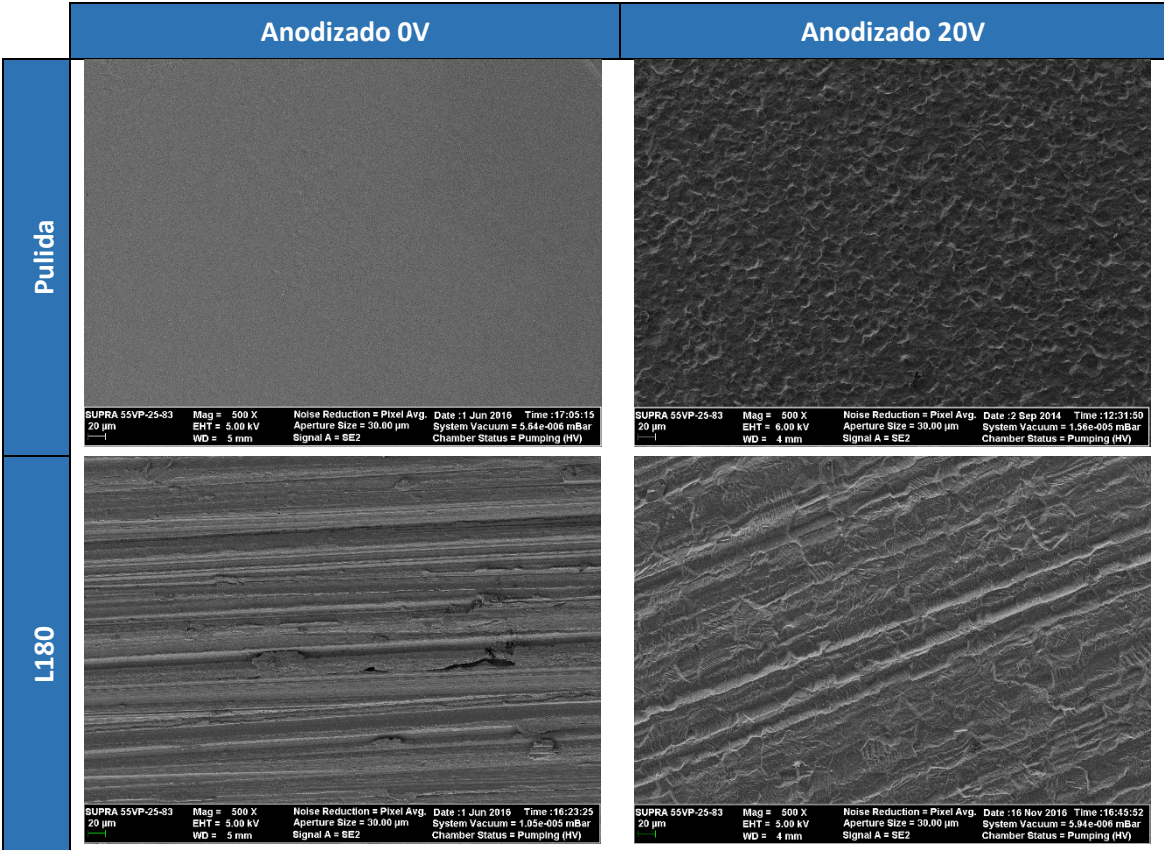 Anodizado 0V
Anodizado 20V
Pulida
SUPRA 55VP-25-83 Mag = 500 X Noise Reduction = Pixel Avg. Date :1 Jun 2016 Time :17:05:15
20 µm EHT = 5.00 kV Aperture Size = 30.00 µm System Vacuum = 5.64e-006 mBar
WD = 5 mm Signal A = SE2 Chamber Status = Pumping (HV)
SUPRA 55VP-25-83 Mag = 500 X Noise Reduction = Pixel Avg. Date :2 Sep 2014 Time :12:31:50
20 µm EHT = 6.00 kV Aperture Size = 30.00 µm System Vacuum = 1.56e-005 mBar
WD = 4 mm Signal A = SE2 Chamber Status = Pumping (HV)
L180
SUPRA 55VP-25-83 Mag = 500 X Noise Reduction = Pixel Avg. Date :1 Jun 2016 Time :16:23:25
20 µm EHT = 5.00 kV Aperture Size = 30.00 µm System Vacuum = 1.05e-005 mBar
WD = 5 mm Signal A = SE2 Chamber Status = Pumping (HV)
SUPRA 55VP-25-83 Mag = 500 X Noise Reduction = Pixel Avg. Date :16 Nov 2016 Time :16:45:52
20 µm EHT = 5.00 kV Aperture Size = 30.00 µm System Vacuum = 5.94e-006 mBar
WD = 4 mm Signal A = SE2 Chamber Status = Pumping (HV)